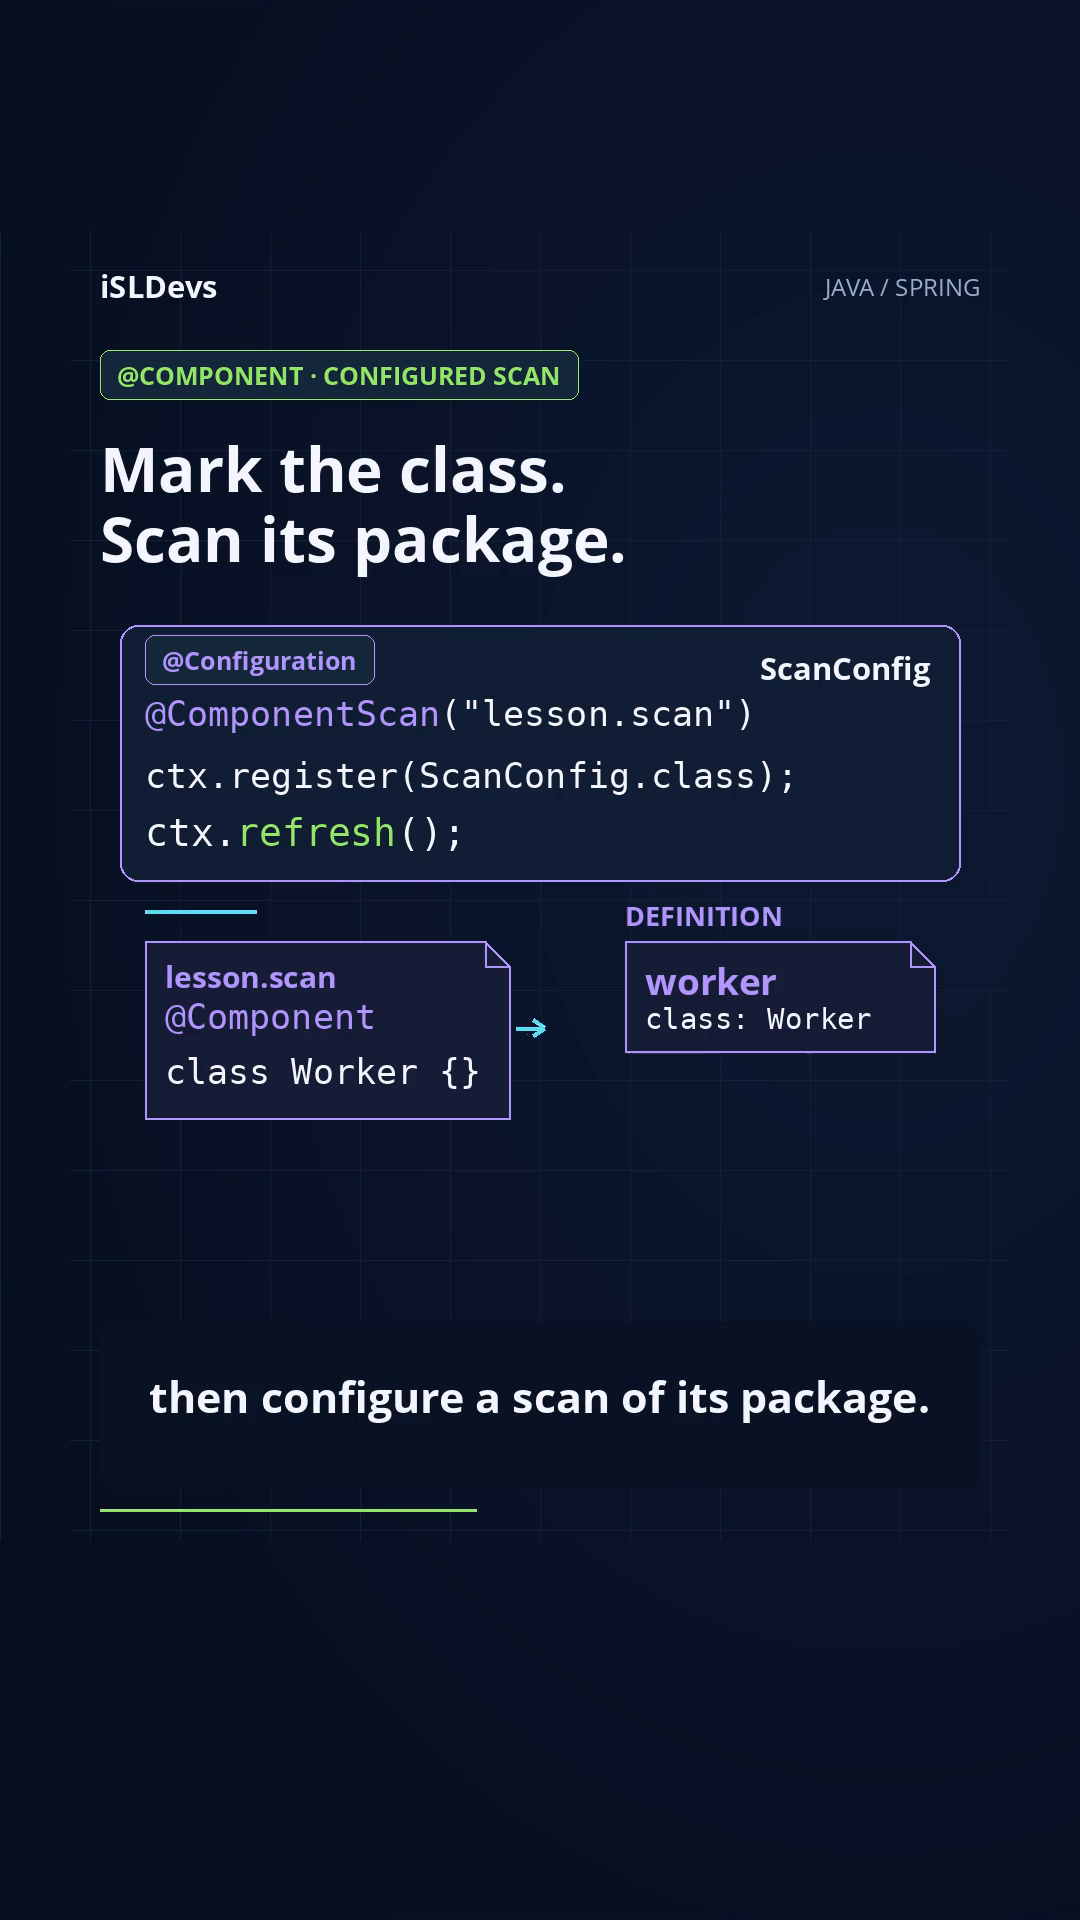 iSLDevs
JAVA / SPRING
@COMPONENT · CONFIGURED SCAN
Mark the class.
Scan its package.
@Configuration
ScanConfig
@ComponentScan("lesson.scan")
ctx.register(ScanConfig.class);
ctx.refresh();
lesson.scan
@Component
class Worker {}
DEFINITION
worker
class: Worker
then configure a scan of its package.